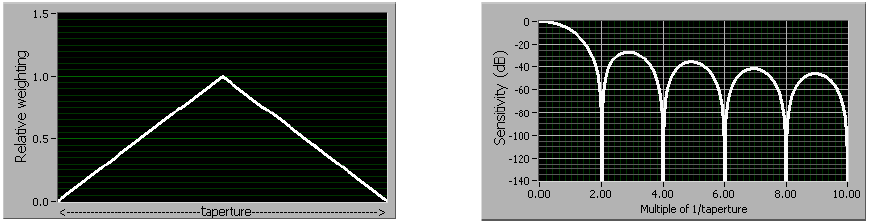 1.5-
1.0-
0.5-
0.0-
Relative weighting
<-----------------------------taperture----------------------------->
0-
-20-
-40-
-60-
-80-
-100-
-120-
-140-
Sensitivity (dB)
0.00 2.00 4.00 6.00 8.00 10.00
Multiple of 1/taperture